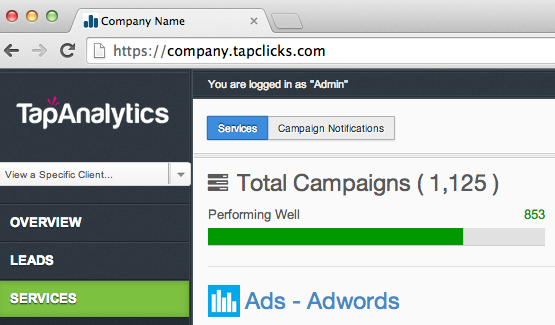 Company Name
https://company.tapclicks.com
You are logged in as "Admin"
TapAnalytics
Services
Campaign Notifications
View a Specific Client...
Total Campaigns ( 1,125 )
Performing Well 853
OVERVIEW
LEADS
SERVICES
Ads - Adwords